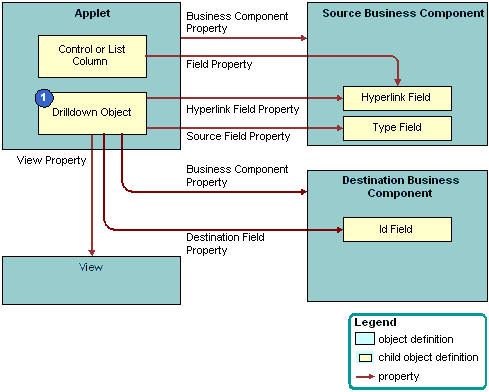 Applet
Business Component
Property
Source Business Component
Control or List
Column
Field Property
1
Drilldown Object
Hyperlink Field Property
Hyperlink Field
Source Field Property
Type Field
View Property
Business Component
Property
Destination Business
Component
Id Field
Destination Field
Property
View
Legend
object definition
child object definition
property